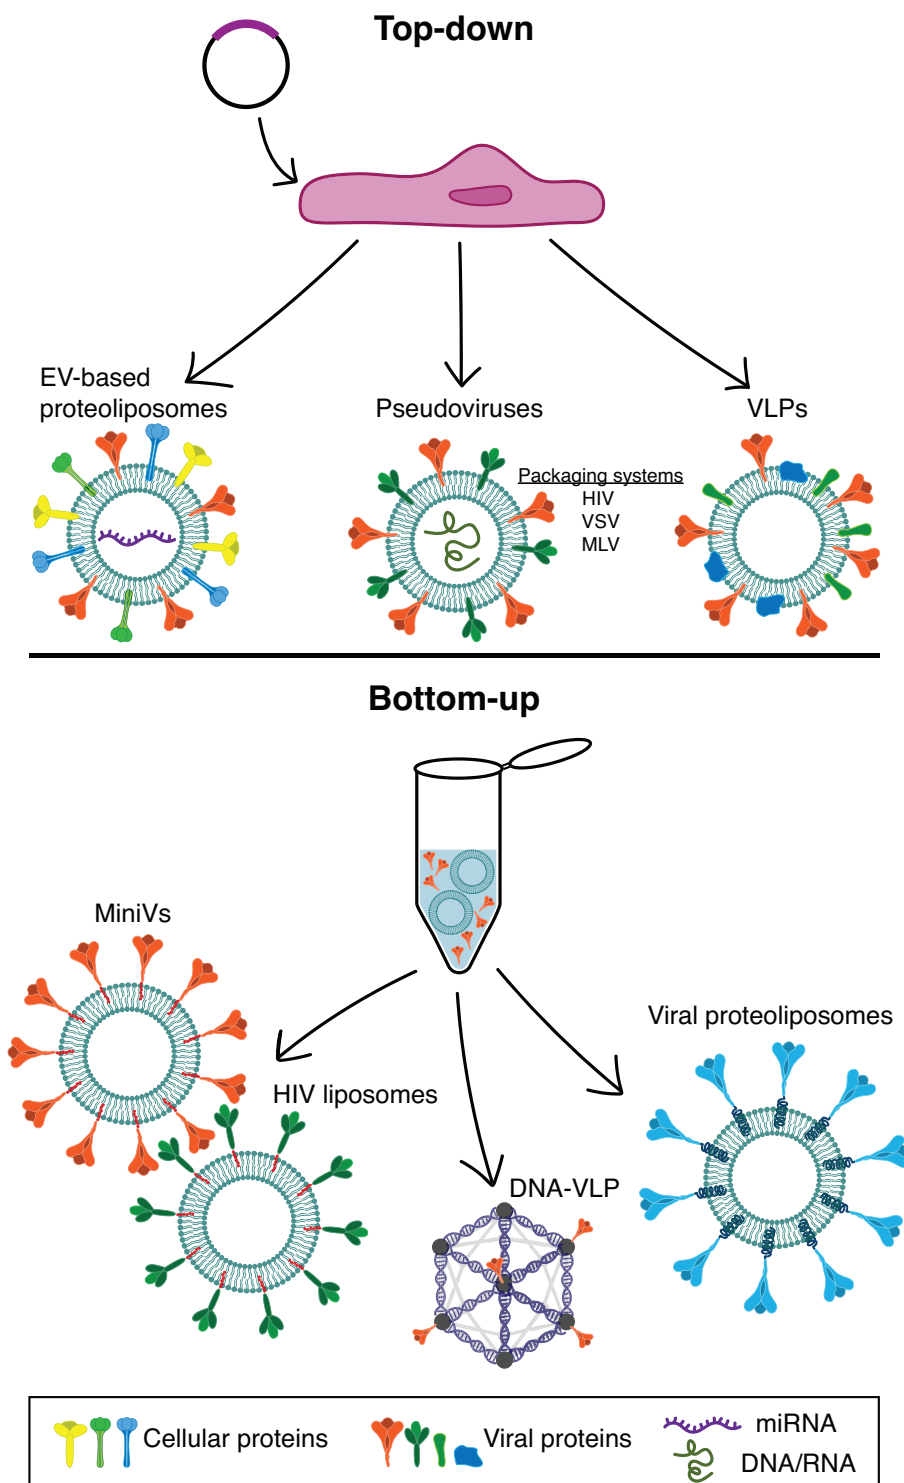 Top-down
EV-based
proteoliposomes
Pseudoviruses
VLPs
Packaging systems
HIV
VSV
MLV
Bottom-up
MiniVs
Viral proteoliposomes
HIV liposomes
DNA-VLP
Cellular proteins
Viral proteins
miRNA
DNA/RNA